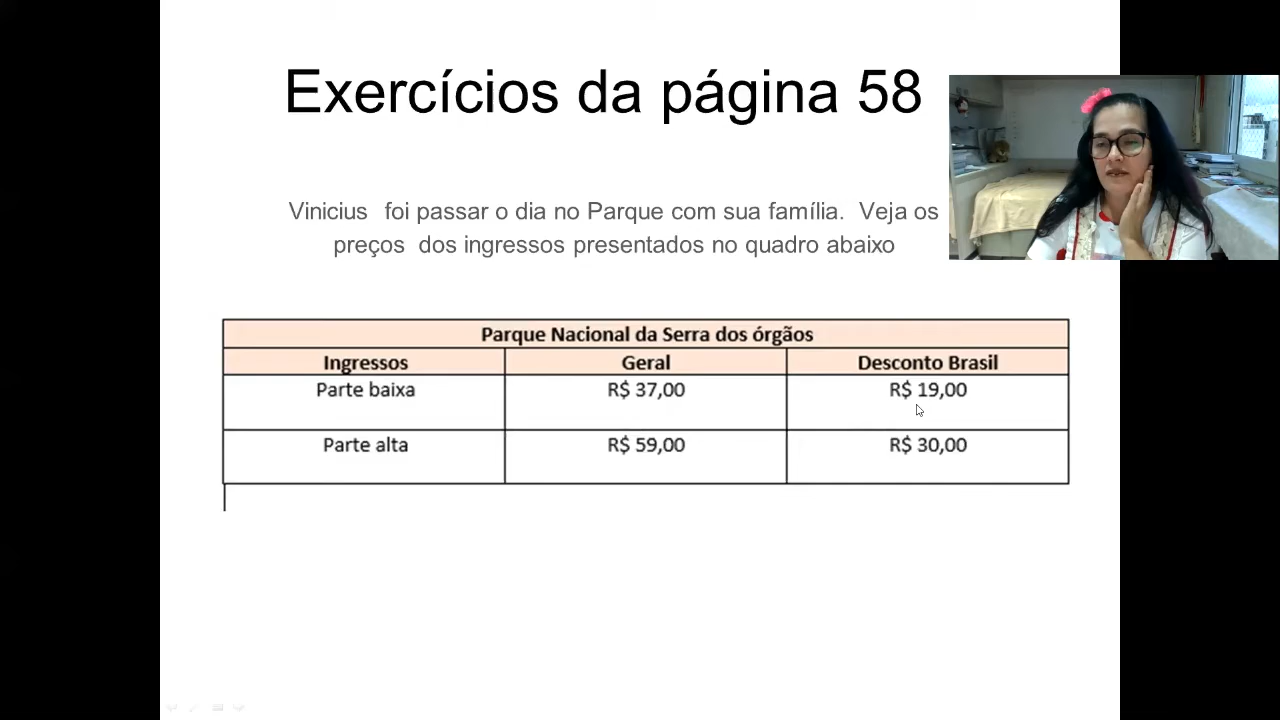 Exercícios da página 58
Vinicius foi passar o dia no Parque com sua família. Veja os
preços dos ingressos presentados no quadro abaixo
Parque Nacional da Serra dos órgãos
Ingressos Geral Desconto Brasil
Parte baixa R$ 37,00 R$ 19,00
Parte alta R$ 59,00 R$ 30,00